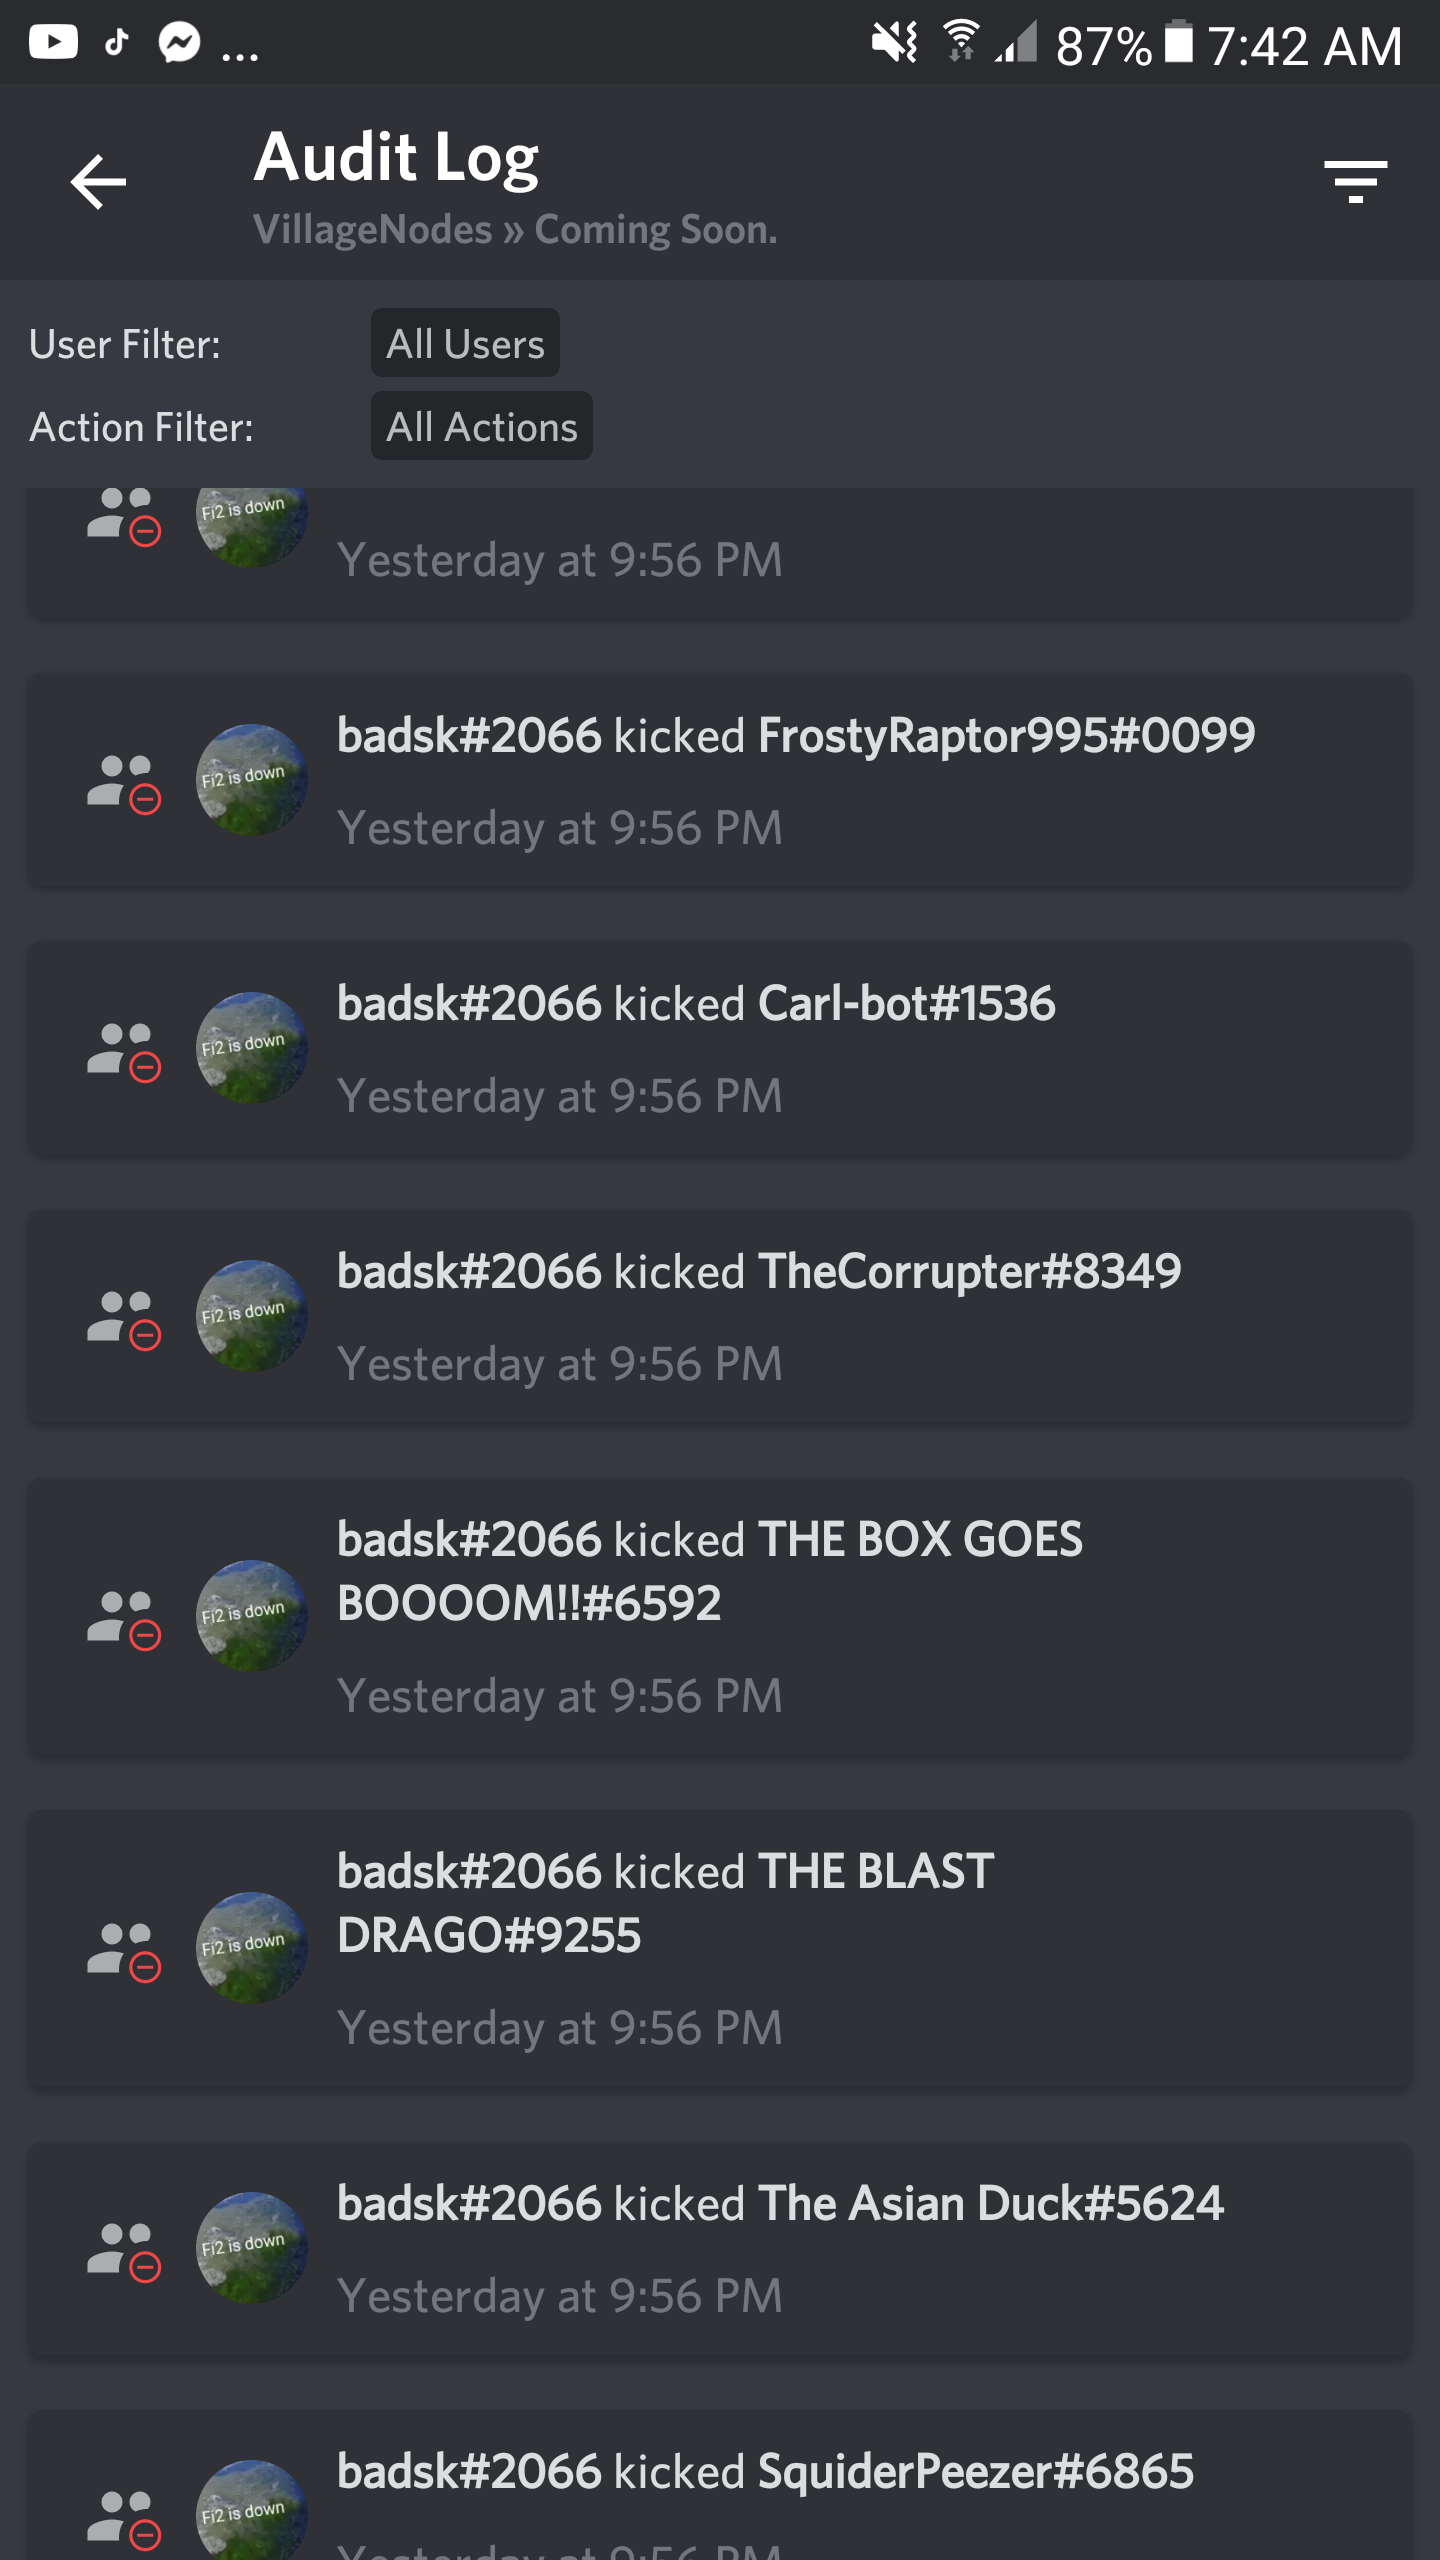 ... 87% 7:42 AM
Audit Log
VillageNodes » Coming Soon.
User Filter: All Users
Action Filter: All Actions
Fi2 is down
Yesterday at 9:56 PM
badsk#2066 kicked FrostyRaptor995#0099
Fi2 is down
Yesterday at 9:56 PM
badsk#2066 kicked Carl-bot#1536
Fi2 is down
Yesterday at 9:56 PM
badsk#2066 kicked TheCorrupter#8349
Fi2 is down
Yesterday at 9:56 PM
badsk#2066 kicked THE BOX GOES
BOOOOM!!#6592
Fi2 is down
Yesterday at 9:56 PM
badsk#2066 kicked THE BLAST
DRAGO#9255
Fi2 is down
Yesterday at 9:56 PM
badsk#2066 kicked The Asian Duck#5624
Fi2 is down
Yesterday at 9:56 PM
badsk#2066 kicked SquiderPeezer#6865
Fi2 is down
Yesterday at 9:56 PM